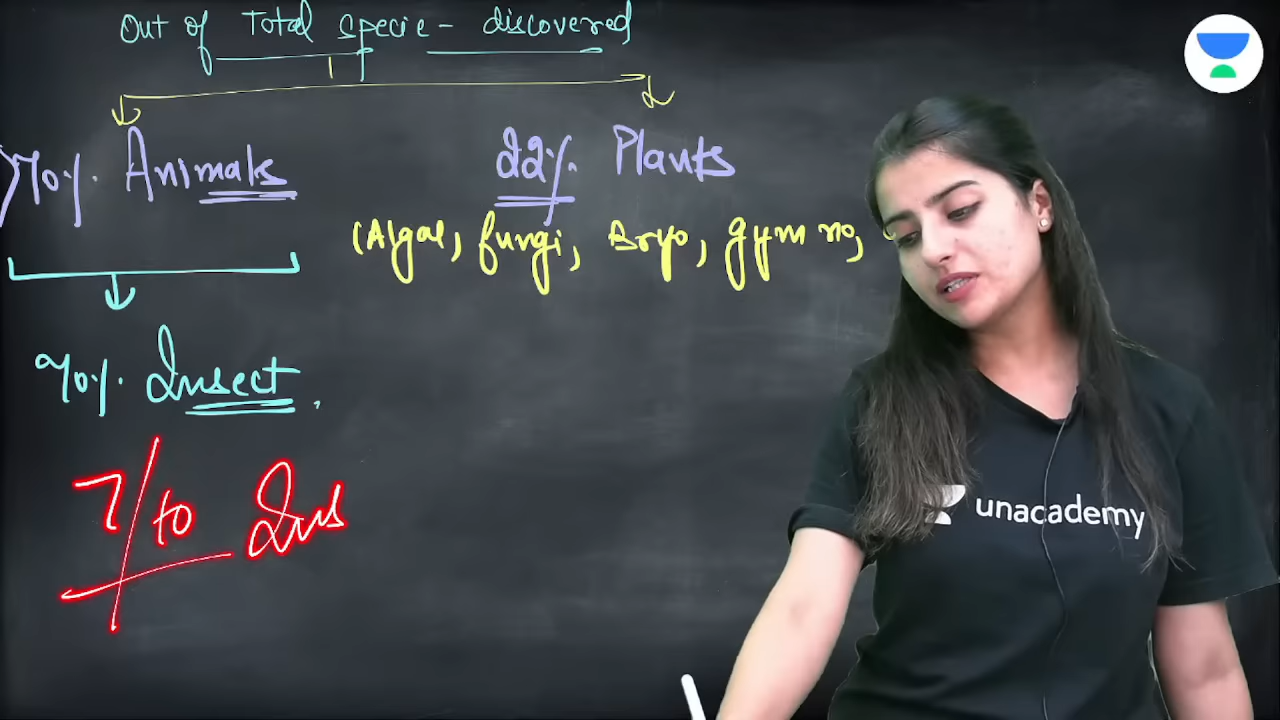 Out of Total specie - discovered
>70%. Animals
22%. Plants
(Algae, fungi, Bryo, gymno,
70%. Insect.
7/10 Ins
unacademy